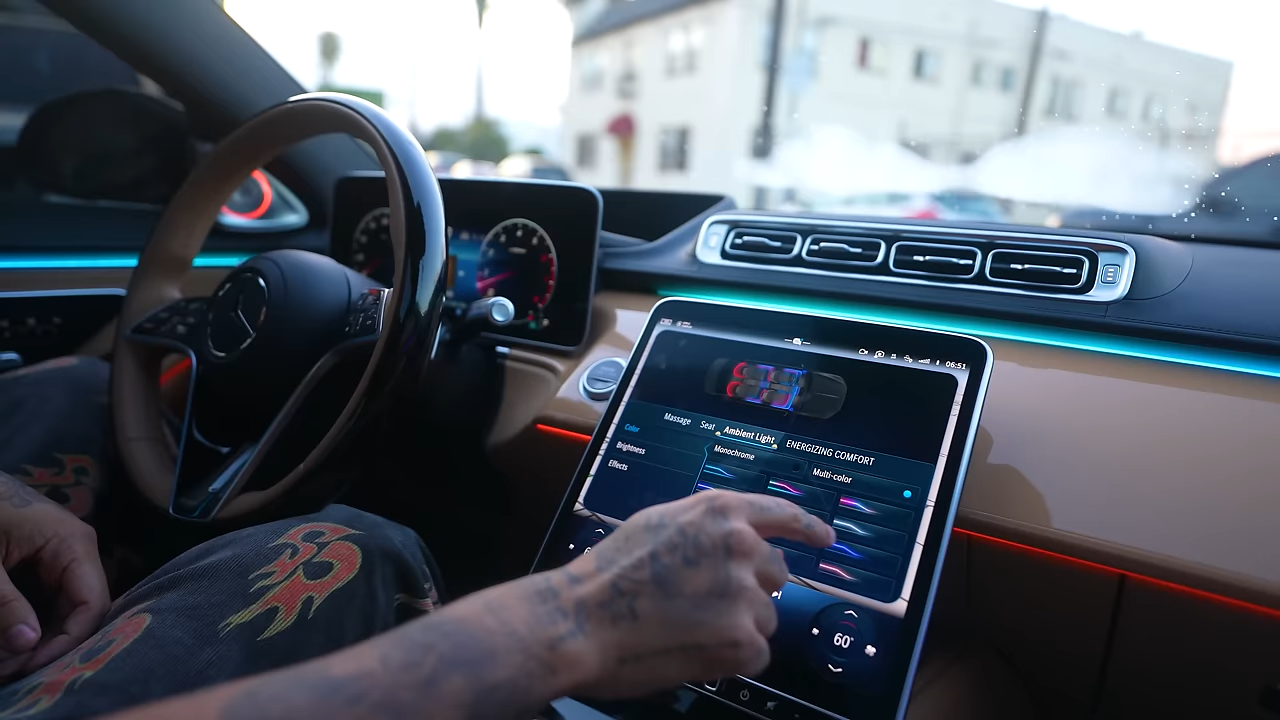 06:51
Massage Seat Ambient Light ENERGIZING COMFORT
Color
Monochrome
Multi-color
Brightness
Effects
60°